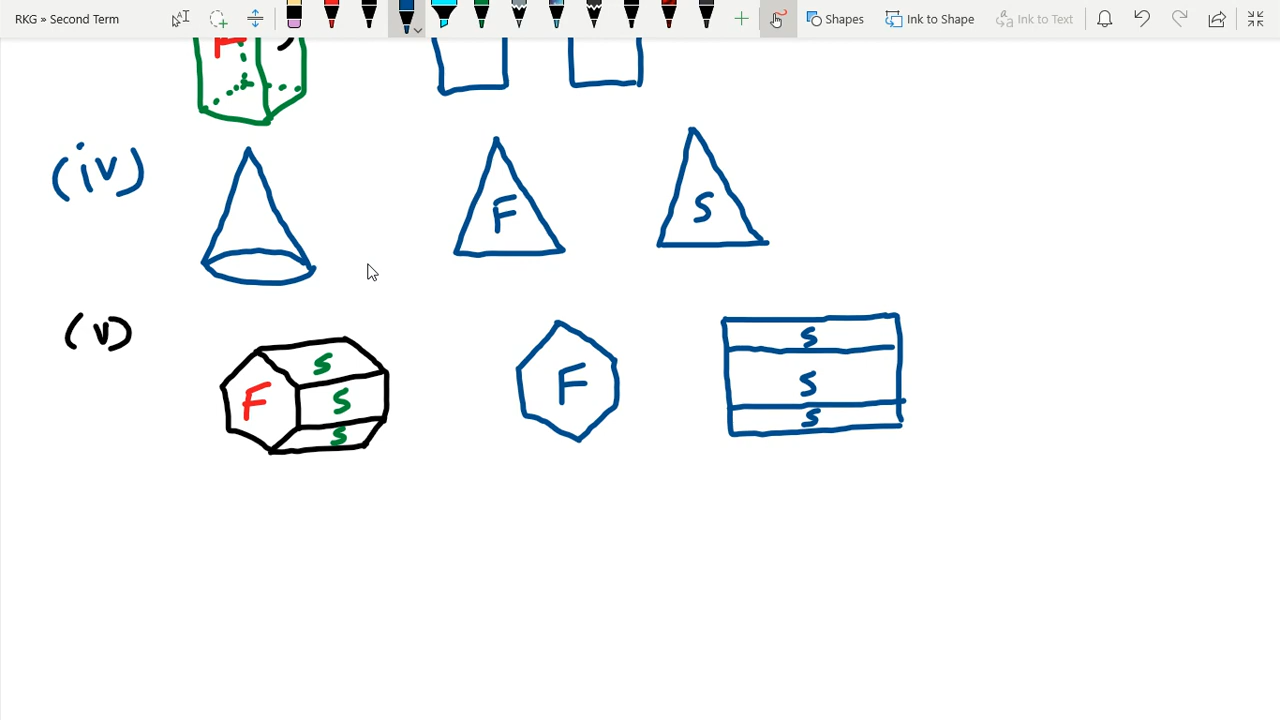 RKG » Second Term
Shapes
Ink to Shape
Ink to Text
F
(iv)
F
S
(v)
F
S
S
S
F
S
S
S